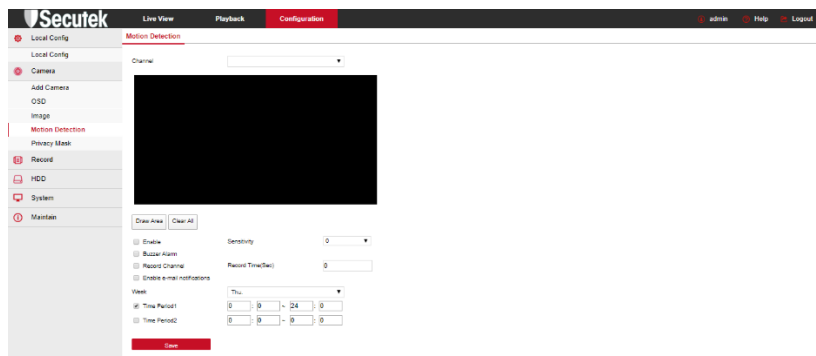 Secutek Live View Playback Configuration admin Help Logout
Local Config
Local Config
Camera
Add Camera
OSD
Image
Motion Detection
Privacy Mask
Record
HDD
System
Maintain
Motion Detection
Channel
Draw Area Clear All
Enable Sensitivity 0
Buzzer Alarm
Record Channel Record Time(Sec) 0
Enable e-mail notifications
Week Thu.
Time Period1 0 : 0 ~ 24 : 0
Time Period2 0 : 0 ~ 0 : 0
Save